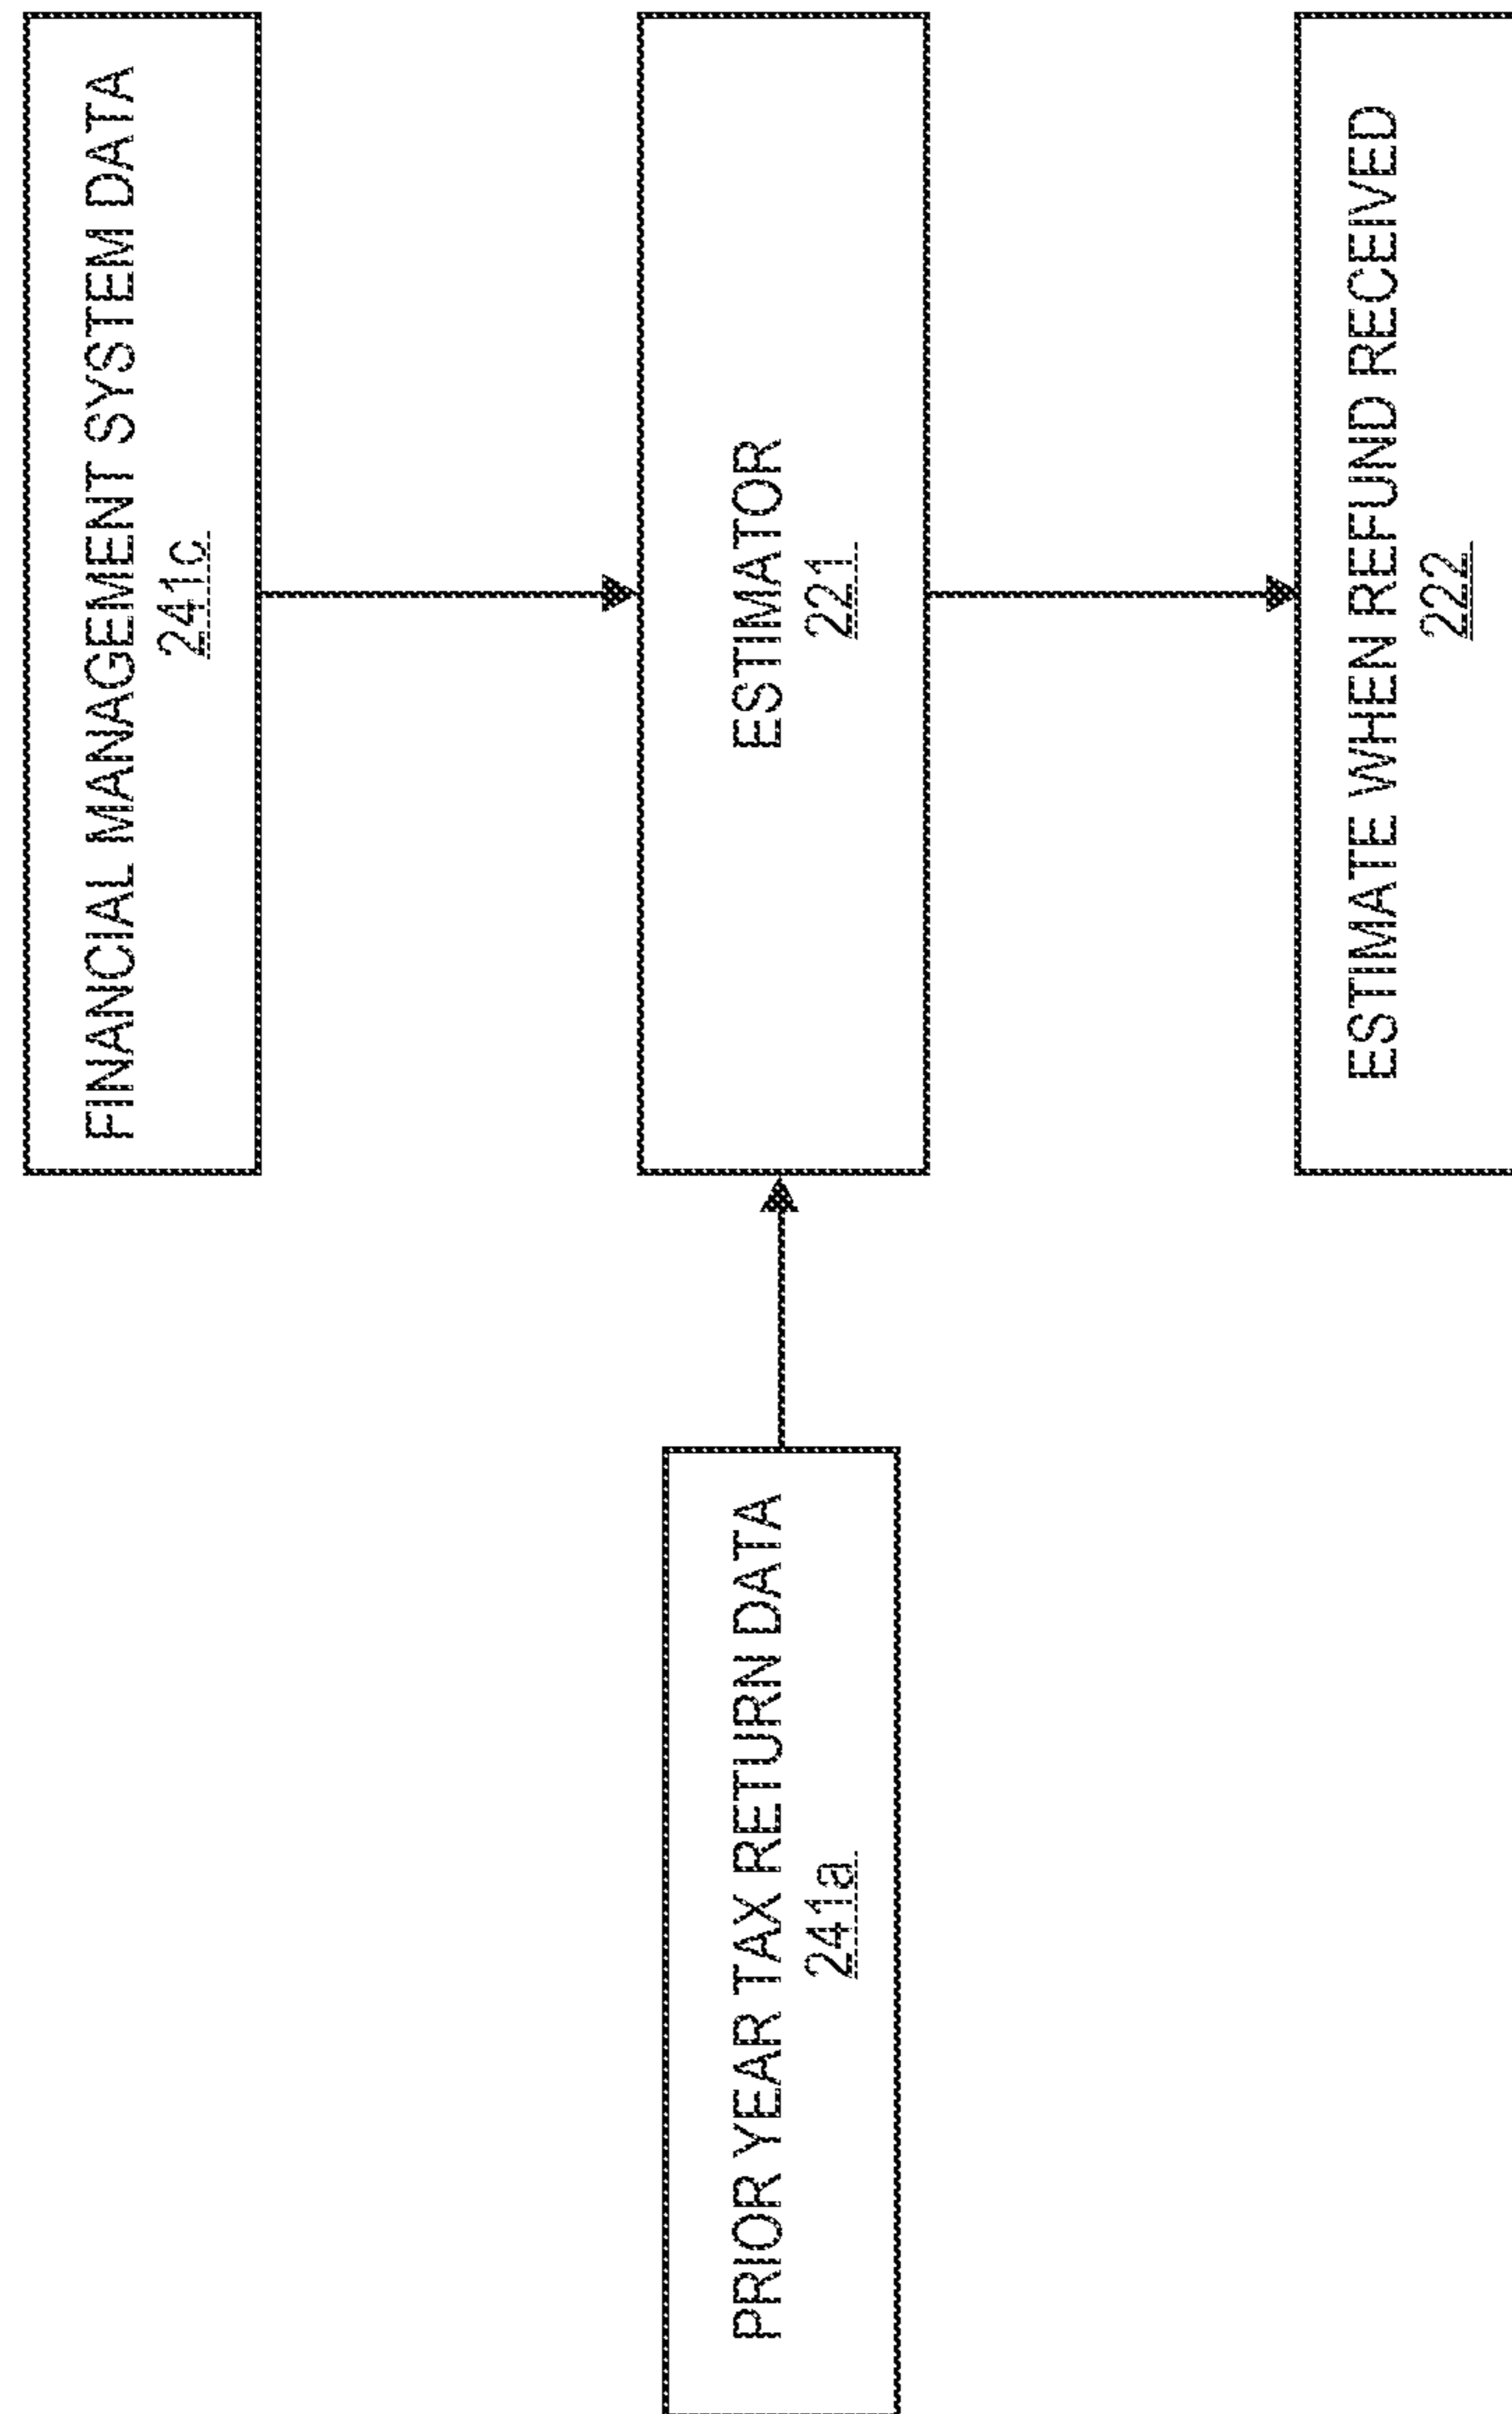 FINANCIAL MANAGEMENT SYSTEM DATA
241c
PRIOR YEAR TAX RETURN DATA
241a
ESTIMATOR
221
ESTIMATE WHEN REFUND RECEIVED
222